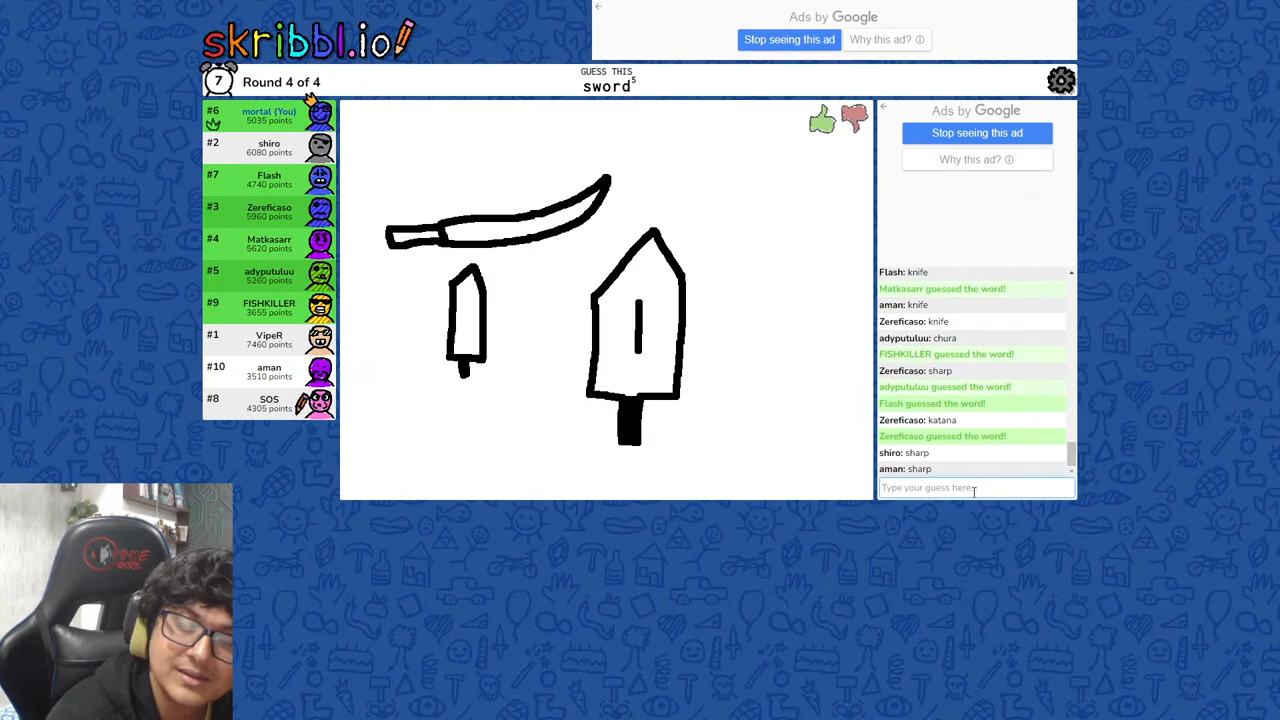 Ads by Google
Stop seeing this ad
Why this ad?
skribbl.io
7
Round 4 of 4
GUESS THIS
sword5
#6
mortal (You)
5035 points
#2
shiro
6080 points
#7
Flash
4740 points
#3
Zereficaso
5960 points
#4
Matkasarr
5620 points
#5
adyputuluu
5260 points
#9
FISHKILLER
3655 points
#1
VipeR
7460 points
#10
aman
3510 points
#8
SOS
4305 points
Ads by Google
Stop seeing this ad
Why this ad?
Flash: knife
Matkasarr guessed the word!
aman: knife
Zereficaso: knife
adyputuluu: chura
FISHKILLER guessed the word!
Zereficaso: sharp
adyputuluu guessed the word!
Flash guessed the word!
Zereficaso: katana
Zereficaso guessed the word!
shiro: sharp
aman: sharp
Type your guess here...